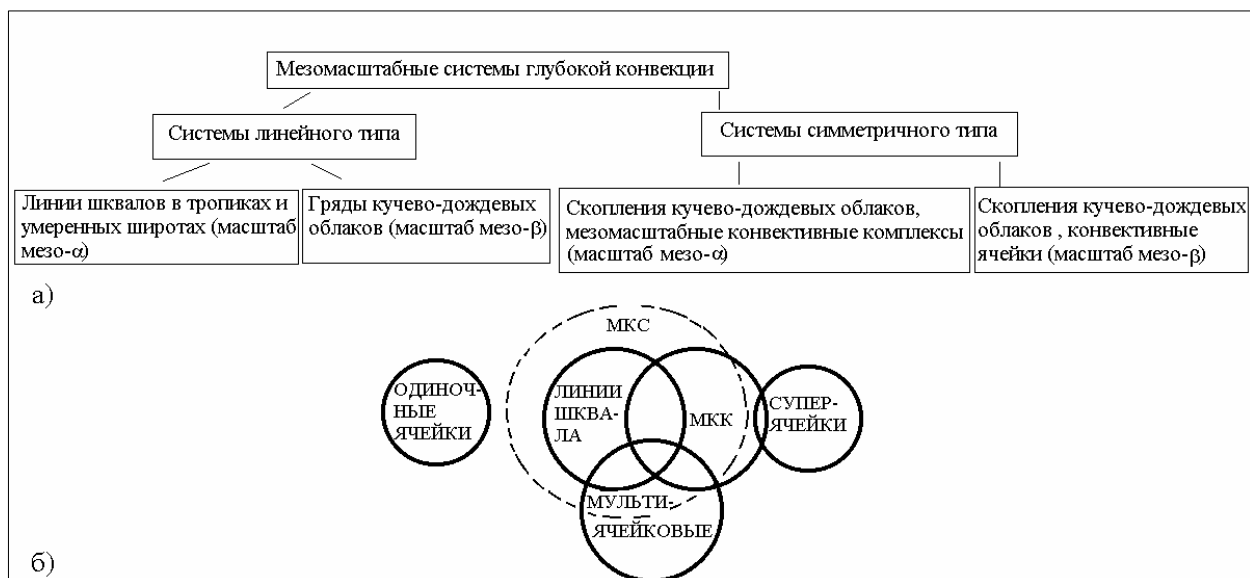 Мезомасштабные системы глубокой конвекции
Системы линейного типа
Системы симметричного типа
Линии шквалов в тропиках и
умеренных широтах (масштаб
мезо-α)
Гряды кучево-дождевых
облаков (масштаб мезо-β)
Скопления кучево-дождевых облаков,
мезомасштабные конвективные комплексы
(масштаб мезо-α)
Скопления кучево-дождевых
облаков , конвективные
ячейки (масштаб мезо-β)
а)
МКС
ОДИНОЧ-
НЫЕ
ЯЧЕЙКИ
ЛИНИИ
ШКВА-
ЛА
МКК
СУПЕР-
ЯЧЕЙКИ
МУЛЬТИ-
ЯЧЕЙКОВЫЕ
б)